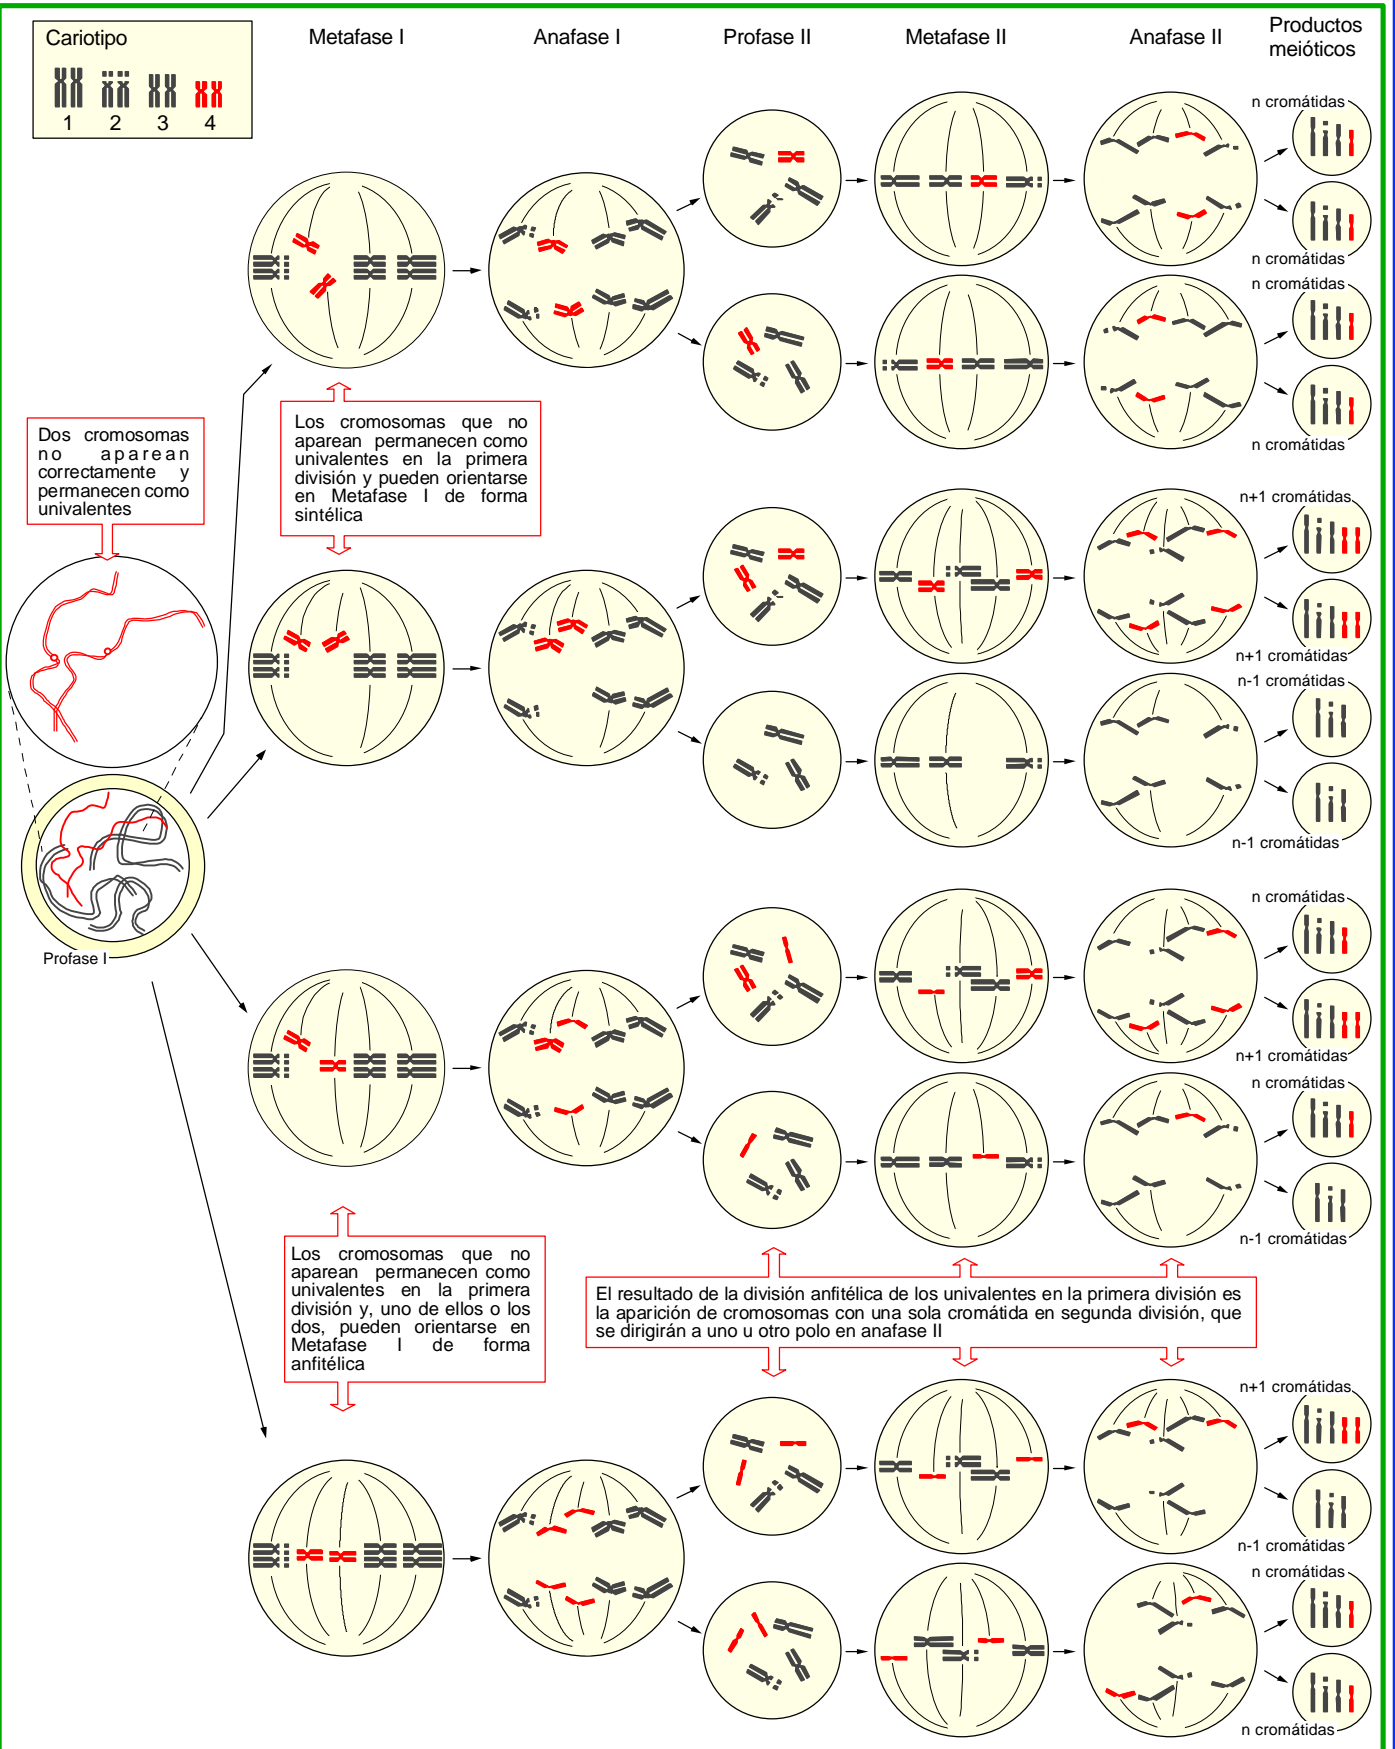 Cariotipo
1 2 3 4
Metafase I
Anafase I
Profase II
Metafase II
Anafase II
Productos
meióticos
n cromátidas
n cromátidas
n cromátidas
n cromátidas
Dos cromosomas
no aparean
correctamente y
permanecen como
univalentes
Los cromosomas que no
aparean permanecen como
univalentes en la primera
división y pueden orientarse
en Metafase I de forma
sintélica
n+1 cromátidas
n+1 cromátidas
n-1 cromátidas
n-1 cromátidas
Profase I
n cromátidas
n+1 cromátidas
n cromátidas
n-1 cromátidas
Los cromosomas que no
aparean permanecen como
univalentes en la primera
división y, uno de ellos o los
dos, pueden orientarse en
Metafase I de forma
anfitélica
El resultado de la división anfitélica de los univalentes en la primera división es
la aparición de cromosomas con una sola cromátida en segunda división, que
se dirigirán a uno u otro polo en anafase II
n+1 cromátidas
n-1 cromátidas
n cromátidas
n cromátidas